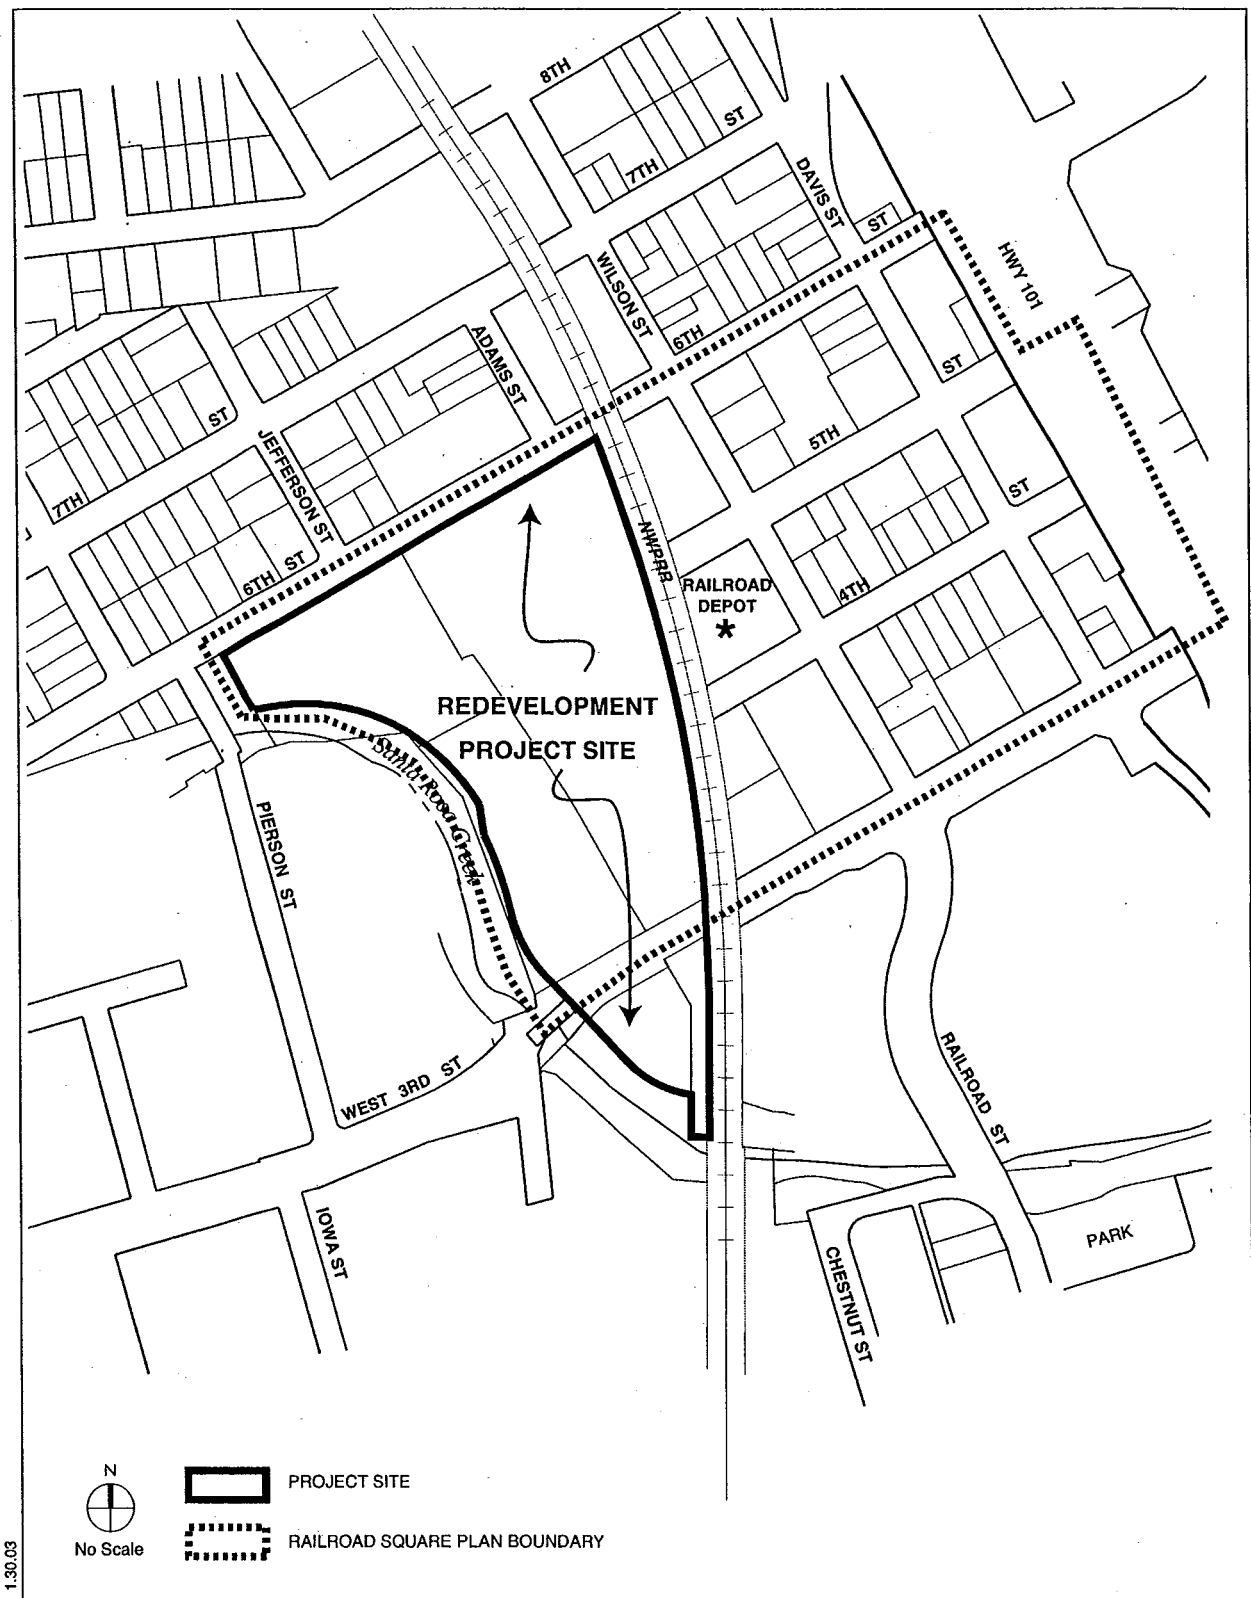 8TH
ST
7TH
DAVIS ST
ST
HWY 101
WILSON ST
6TH
ADAMS ST
ST
ST
JEFFERSON ST
5TH
7TH
ST
NWPRR
6TH ST
RAILROAD
DEPOT
*
4TH
REDEVELOPMENT
PROJECT SITE
Santa Rosa Creek
PIERSON ST
WEST 3RD ST
RAILROAD ST
IOWA ST
PARK
CHESTNUT ST
N
No Scale
PROJECT SITE
RAILROAD SQUARE PLAN BOUNDARY
1.30.03